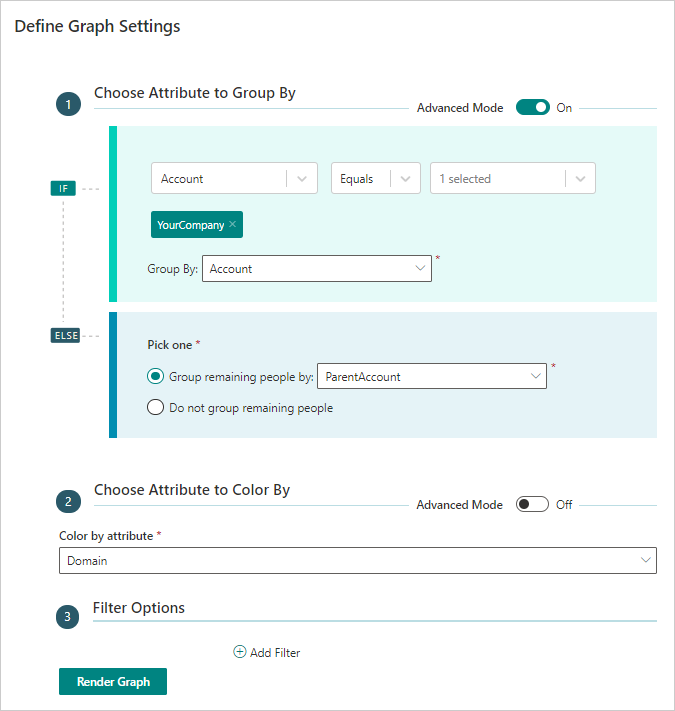 Define Graph Settings
1 Choose Attribute to Group By
Advanced Mode On
IF
Account Equals 1 selected
YourCompany ×
Group By: Account *
ELSE
Pick one *
Group remaining people by: ParentAccount *
Do not group remaining people
2 Choose Attribute to Color By
Advanced Mode Off
Color by attribute *
Domain
3 Filter Options
Add Filter
Render Graph